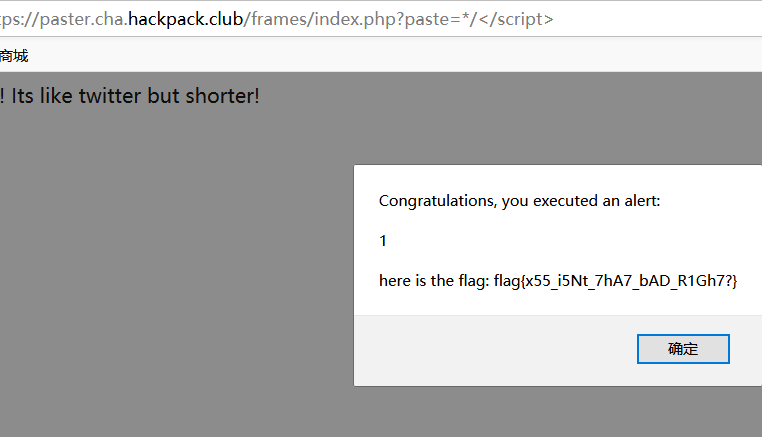 tps://paster.cha.hackpack.club/frames/index.php?paste=*/</script>
商城
! Its like twitter but shorter!
Congratulations, you executed an alert:
1
here is the flag: flag{x55_i5Nt_7hA7_bAD_R1Gh7?}
确定